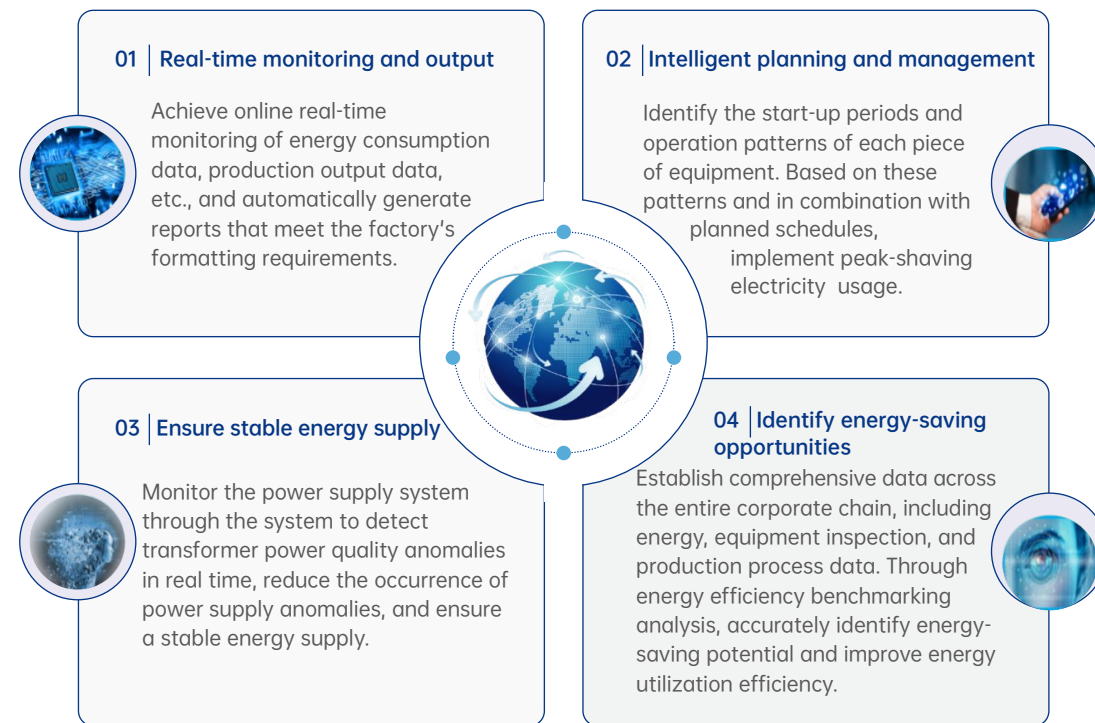 01 Real-time monitoring and output
Achieve online real-time
monitoring of energy consumption
data, production output data,
etc., and automatically generate
reports that meet the factory's
formatting requirements.
02 Intelligent planning and management
Identify the start-up periods and
operation patterns of each piece
of equipment. Based on these
patterns and in combination with
planned schedules,
implement peak-shaving
electricity usage.
03 Ensure stable energy supply
Monitor the power supply system
through the system to detect
transformer power quality anomalies
in real time, reduce the occurrence of
power supply anomalies, and ensure
a stable energy supply.
04 Identify energy-saving
opportunities
Establish comprehensive data across
the entire corporate chain, including
energy, equipment inspection, and
production process data. Through
energy efficiency benchmarking
analysis, accurately identify energy-
saving potential and improve energy
utilization efficiency.